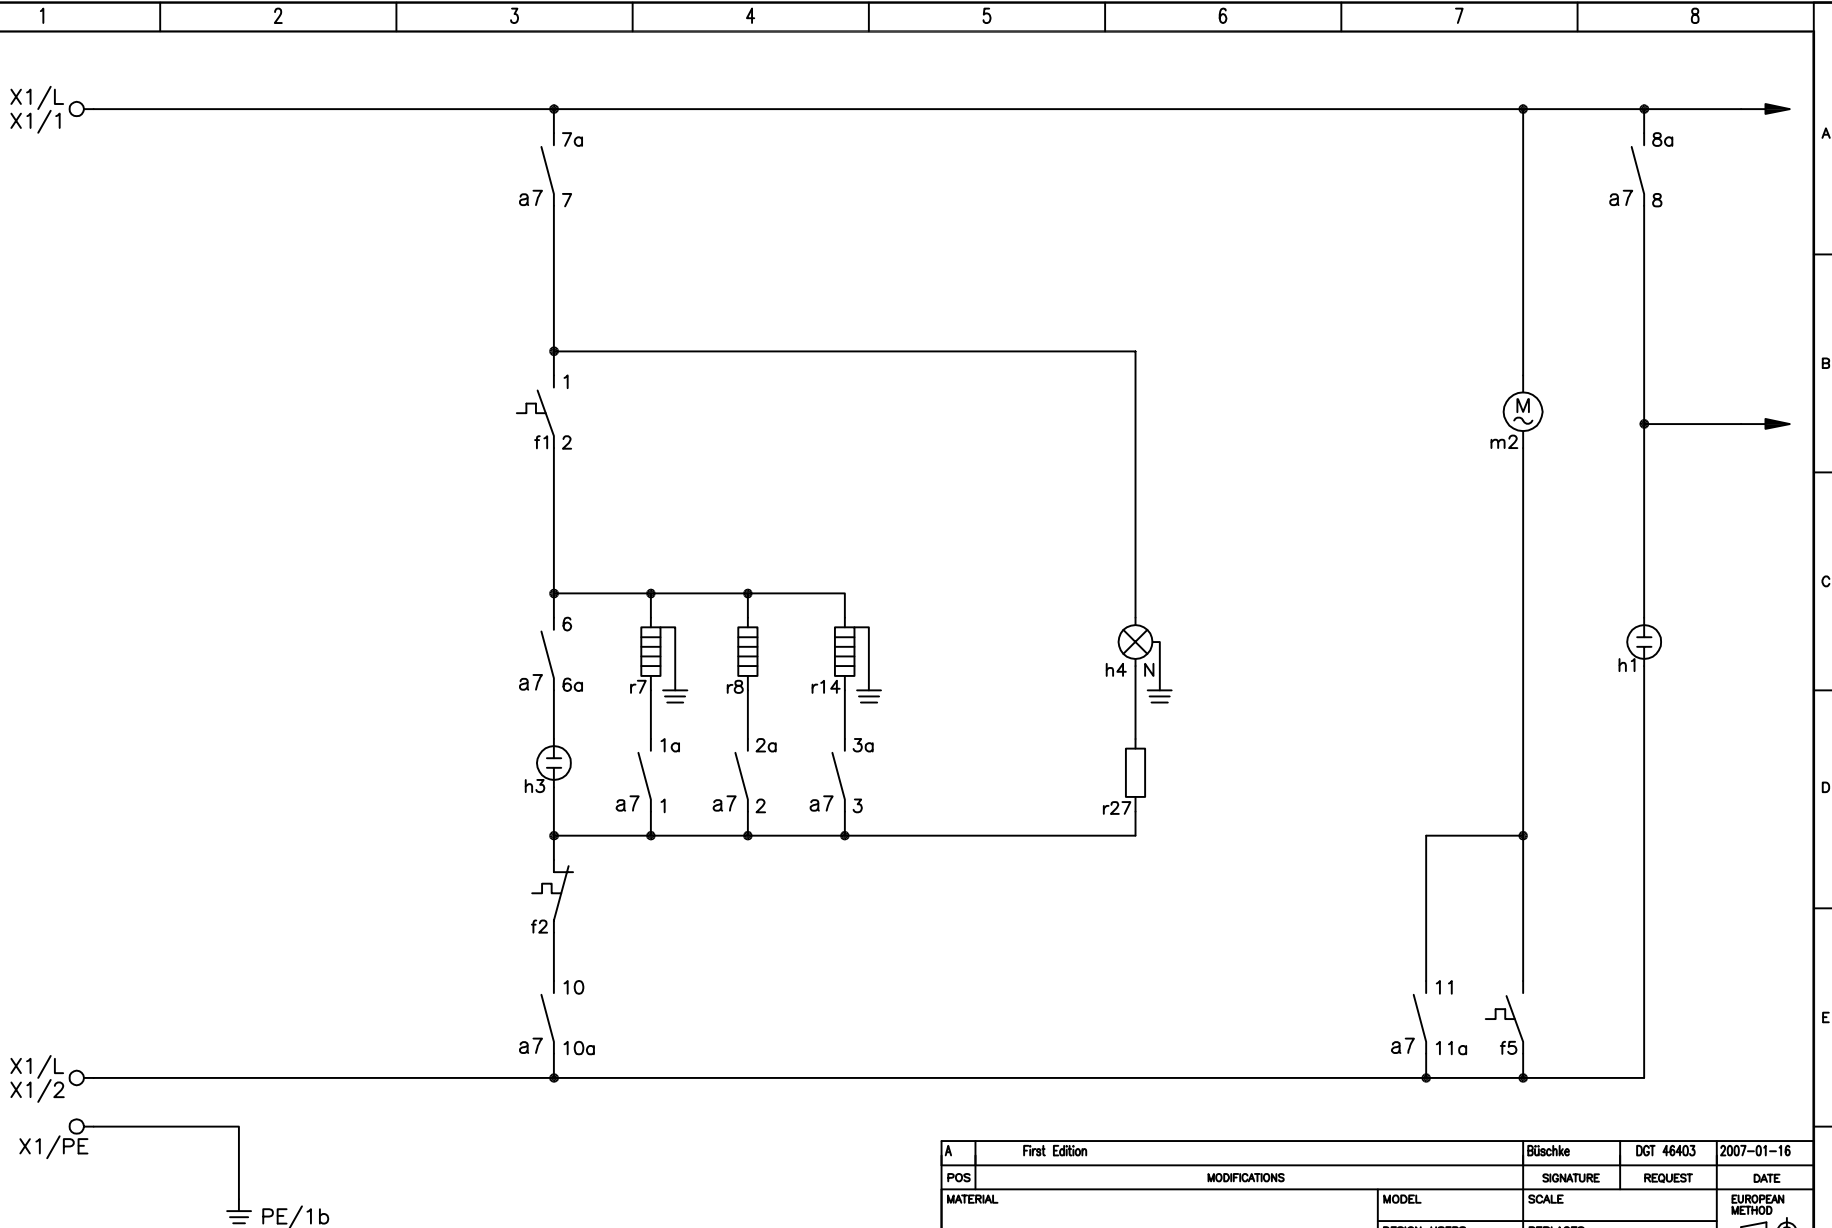 1 2 3 4 5 6 7 8
X1/L
X1/1
A
7a
8a
a7 7
a7 8
B
1
M
f1 2
m2
C
6
a7 6a
r7
r8
r14
h4 N
h1
1a
2a
3a
h3
D
a7 1
a7 2
a7 3
r27
f2
10
11
E
a7 10a
a7 11a
f5
X1/L
X1/2
X1/PE
PE/1b
A First Edition Büschke DGT 46403 2007-01-16
POS MODIFICATIONS SIGNATURE REQUEST DATE
MATERIAL MODEL SCALE EUROPEAN
METHOD